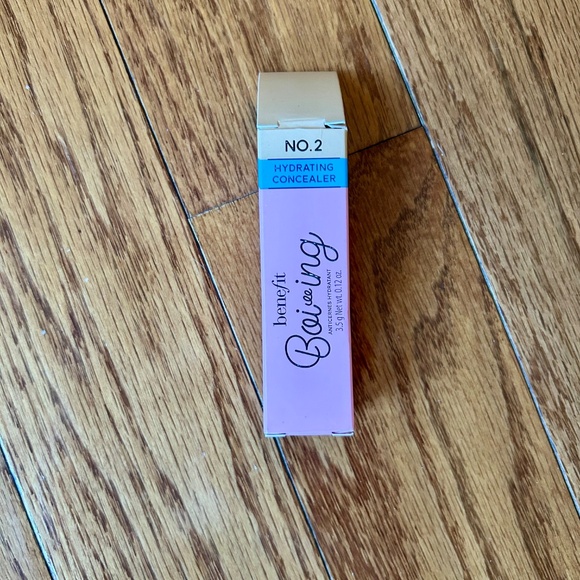 NO. 2
HYDRATING
CONCEALER
benefit
Boi-ing
ANTICERNES HYDRATANT
3.5 g Net wt. 0.12 oz.